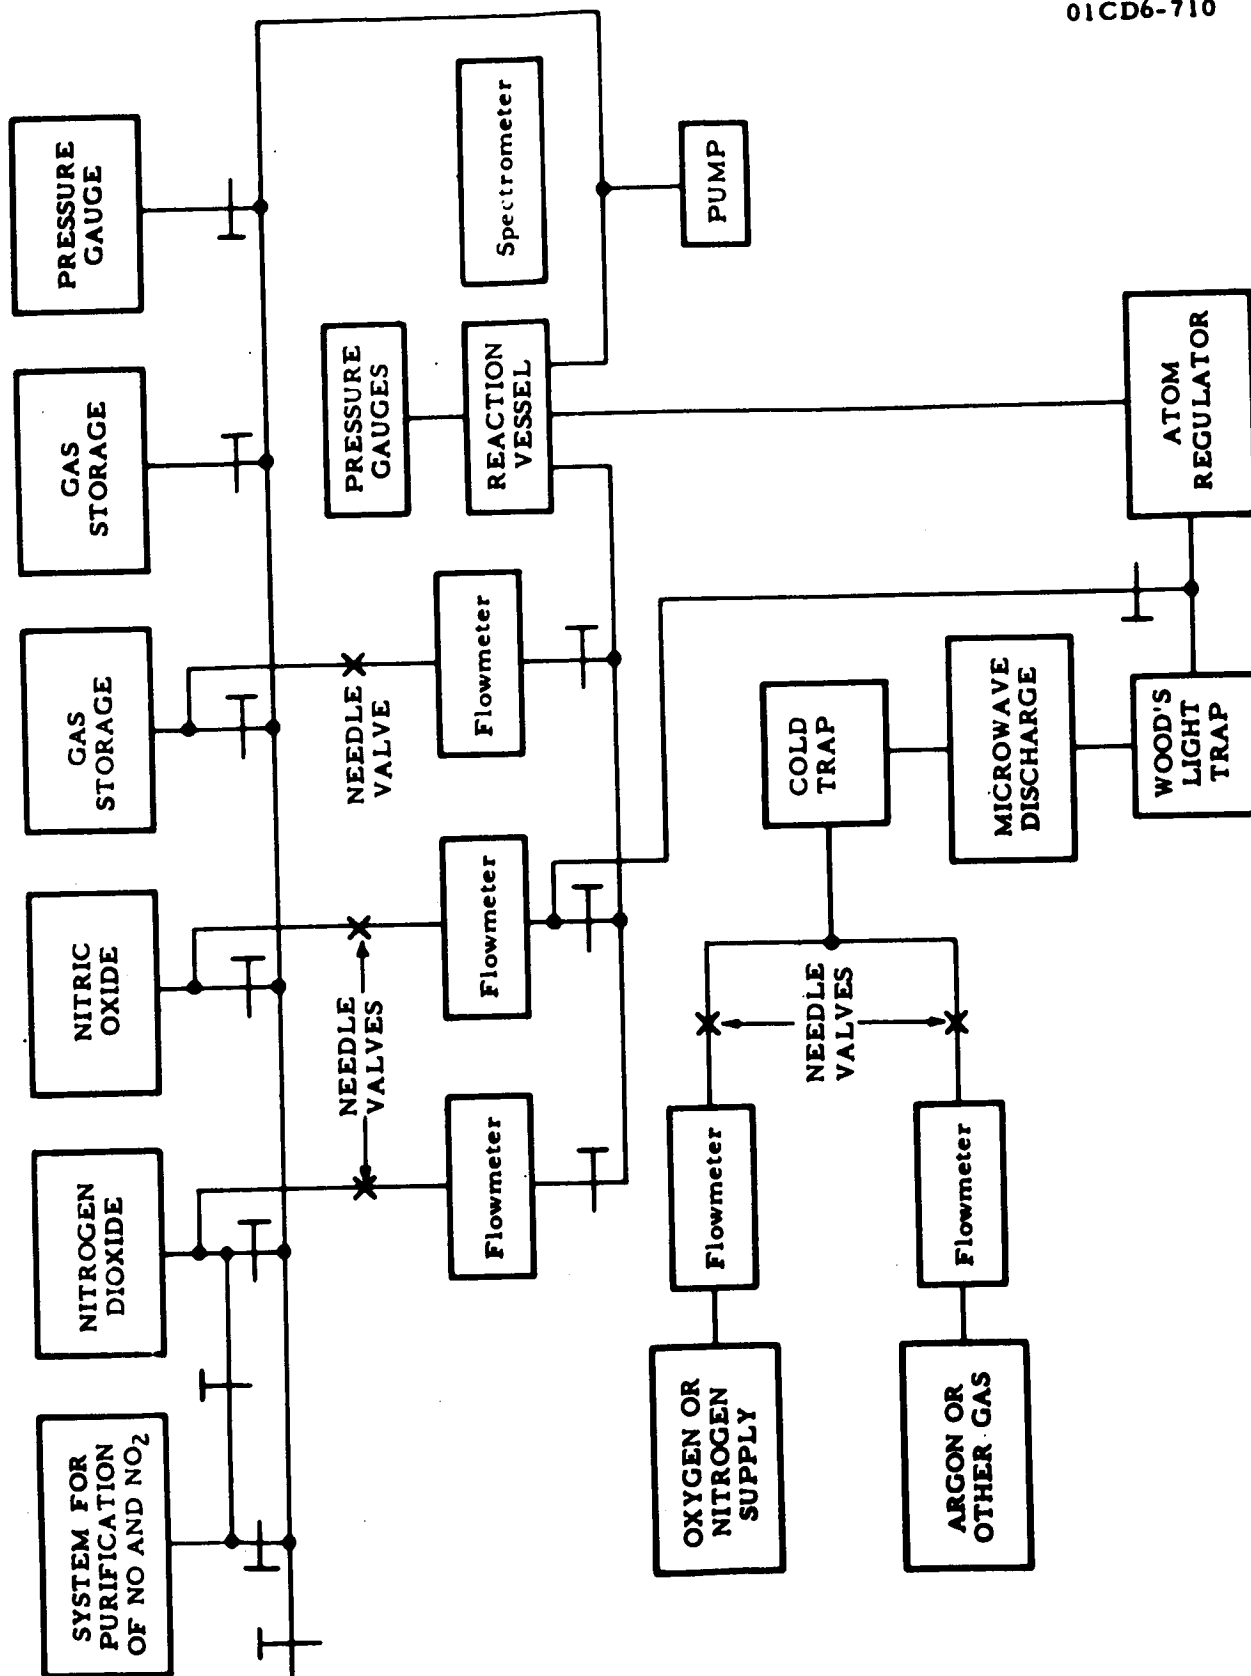 01CD6-710
SYSTEM FOR
PURIFICATION
OF NO AND NO2
NITROGEN
DIOXIDE
NITRIC
OXIDE
GAS
STORAGE
GAS
STORAGE
PRESSURE
GAUGE
NEEDLE
VALVES
NEEDLE
VALVE
PRESSURE
GAUGES
Flowmeter
Flowmeter
Flowmeter
REACTION
VESSEL
Spectrometer
PUMP
OXYGEN OR
NITROGEN
SUPPLY
Flowmeter
NEEDLE
VALVES
COLD
TRAP
ARGON OR
OTHER GAS
Flowmeter
MICROWAVE
DISCHARGE
WOOD'S
LIGHT
TRAP
ATOM
REGULATOR